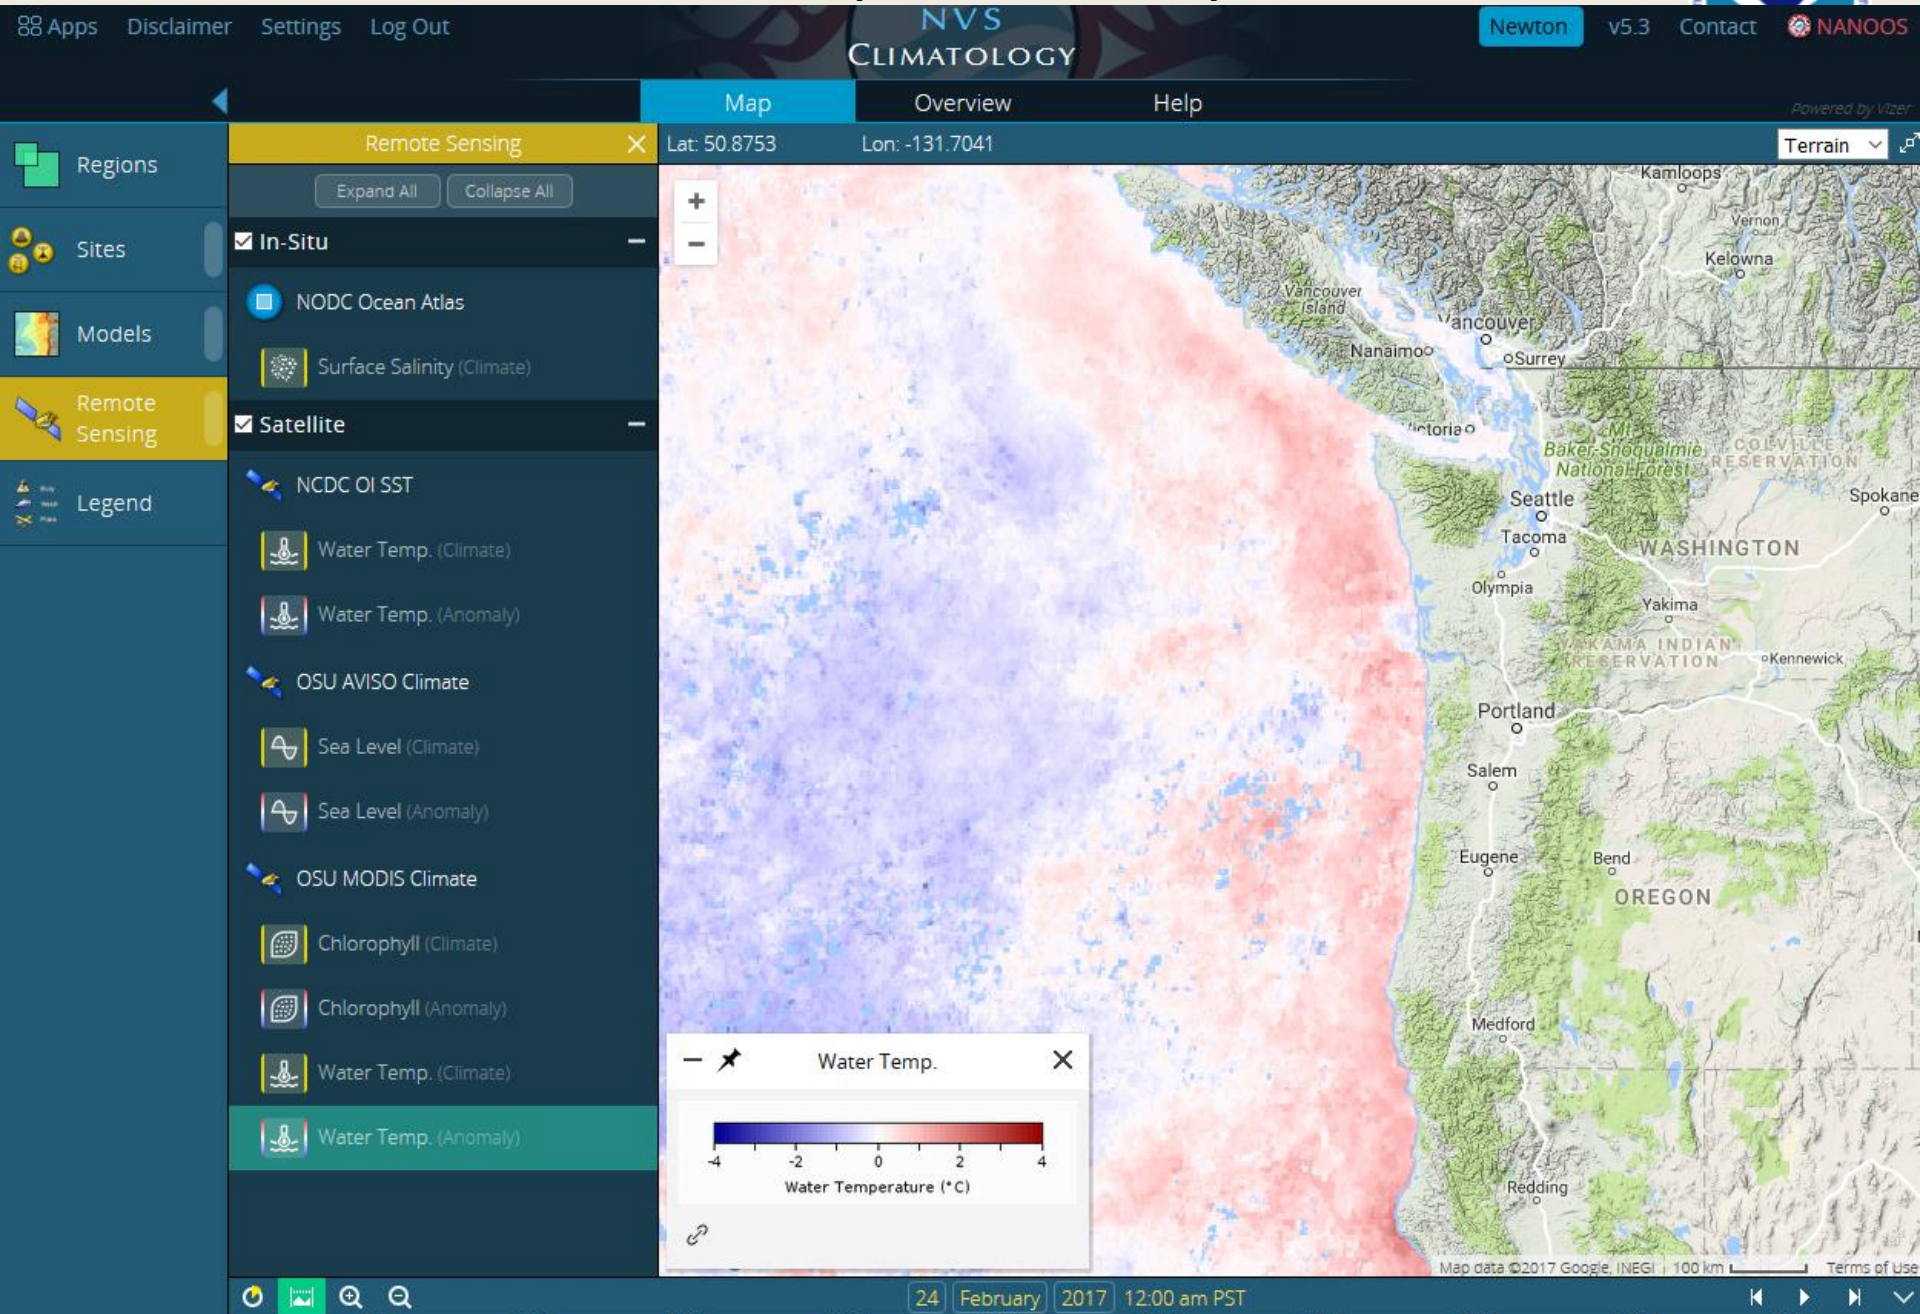 Apps Disclaimer Settings Log Out
NVS
CLIMATOLOGY
Newton v5.3 Contact NANOOS
Map Overview Help
Powered by Vizer
Regions
Sites
Models
Remote
Sensing
Legend
Remote Sensing
Expand All Collapse All
In-Situ
NODC Ocean Atlas
Surface Salinity (Climate)
Satellite
NCDC OI SST
Water Temp. (Climate)
Water Temp. (Anomaly)
OSU AVISO Climate
Sea Level (Climate)
Sea Level (Anomaly)
OSU MODIS Climate
Chlorophyll (Climate)
Chlorophyll (Anomaly)
Water Temp. (Climate)
Water Temp. (Anomaly)
Lat: 50.8753 Lon: -131.7041
Terrain
+
−
Kamloops
Vernon
Kelowna
Vancouver
Island
Vancouver
Nanaimo
Surrey
Victoria
Mt.
Baker-Snoqualmie
National Forest
COLVILLE
RESERVATION
Seattle
Spokane
Tacoma
WASHINGTON
Olympia
Yakima
YAKAMA INDIAN
RESERVATION
Kennewick
Portland
Salem
Eugene
Bend
OREGON
Medford
Redding
Water Temp.
-4 -2 0 2 4
Water Temperature (°C)
Map data ©2017 Google, INEGI 100 km Terms of Use
24 February 2017 12:00 am PST